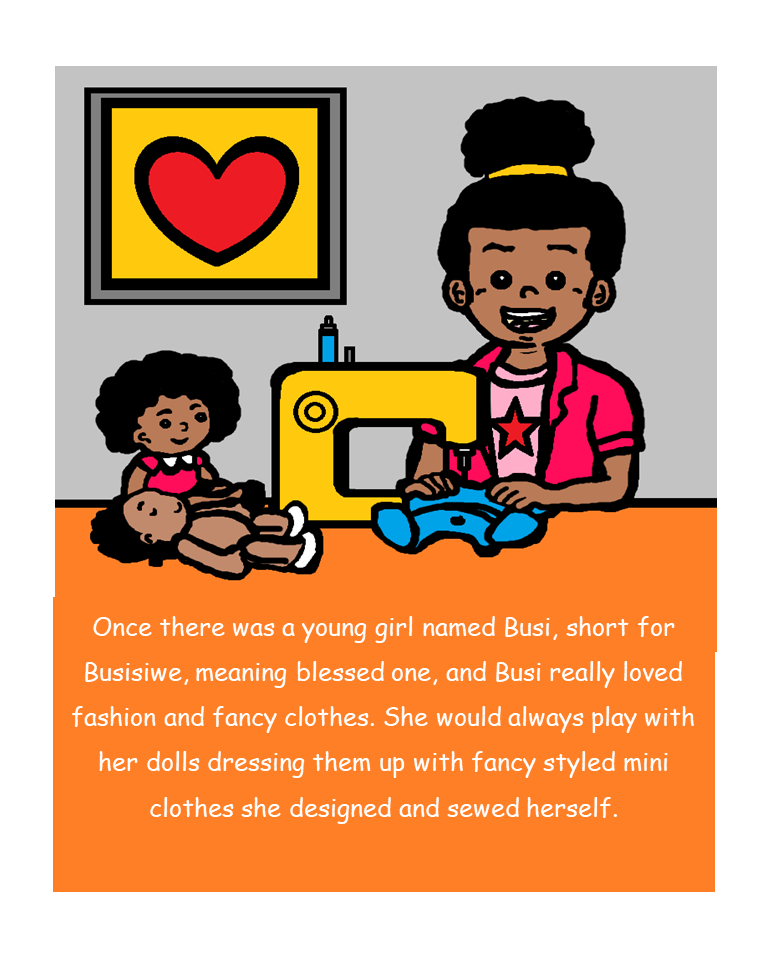 Once there was a young girl named Busi, short for
Busisiwe, meaning blessed one, and Busi really loved
fashion and fancy clothes. She would always play with
her dolls dressing them up with fancy styled mini
clothes she designed and sewed herself.